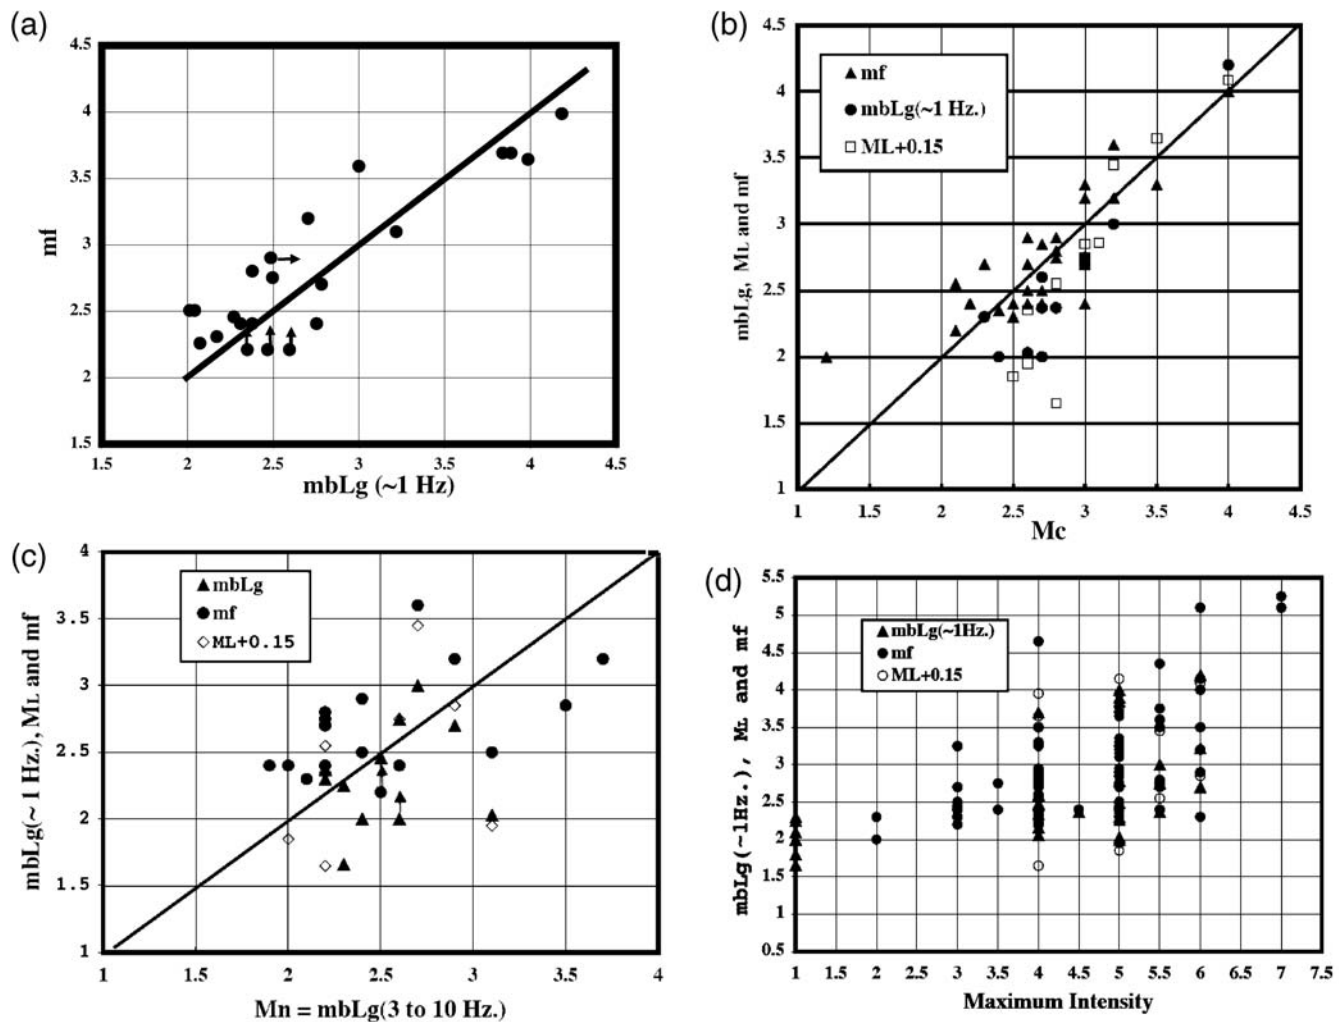 (a)
4.5
4
3.5
3
2.5
2
1.5
mf
1.5 2 2.5 3 3.5 4 4.5
mbLg (~1 Hz)
(b)
4.5
4
3.5
3
2.5
2
1.5
1
mbLg, ML and mf
mf
mbLg(~1 Hz.)
ML+0.15
1 1.5 2 2.5 3 3.5 4 4.5
Mc
(c)
4
3.5
3
2.5
2
1.5
1
mbLg(~ 1 Hz.), ML and mf
mbLg
mf
ML+0.15
1 1.5 2 2.5 3 3.5 4
Mn = mbLg(3 to 10 Hz.)
(d)
5.5
5
4.5
4
3.5
3
2.5
2
1.5
1
0.5
mbLg(~1Hz.), ML and mf
mbLg(~1Hz.)
mf
ML+0.15
1 1.5 2 2.5 3 3.5 4 4.5 5 5.5 6 6.5 7 7.5
Maximum Intensity